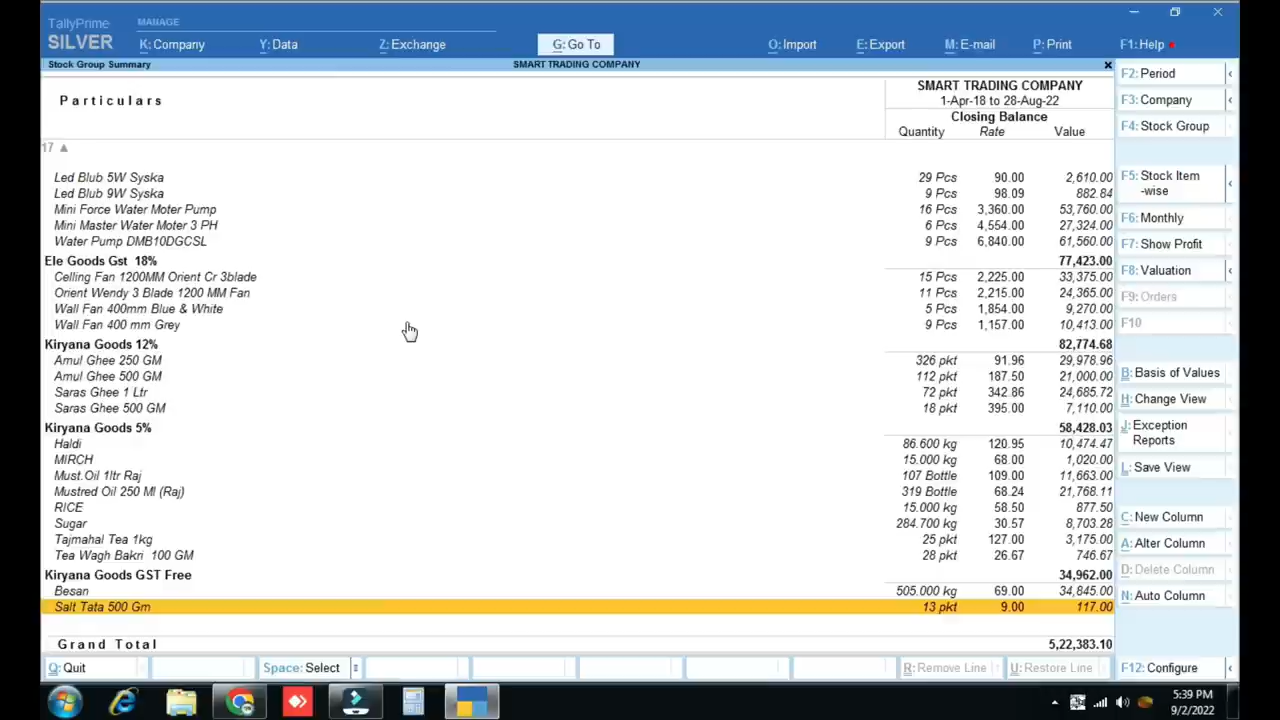 TallyPrime MANAGE
SILVER K: Company Y: Data Z: Exchange G: Go To O: Import E: Export M: E-mail P: Print F1: Help
Stock Group Summary SMART TRADING COMPANY x
Particulars SMART TRADING COMPANY
1-Apr-18 to 28-Aug-22
Closing Balance
Quantity Rate Value
17
Led Blub 5W Syska 29 Pcs 90.00 2,610.00
Led Blub 9W Syska 9 Pcs 98.09 882.84
Mini Force Water Moter Pump 16 Pcs 3,360.00 53,760.00
Mini Master Water Moter 3 PH 6 Pcs 4,554.00 27,324.00
Water Pump DMB10DGCSL 9 Pcs 6,840.00 61,560.00
Ele Goods Gst 18% 77,423.00
Celling Fan 1200MM Orient Cr 3blade 15 Pcs 2,225.00 33,375.00
Orient Wendy 3 Blade 1200 MM Fan 11 Pcs 2,215.00 24,365.00
Wall Fan 400mm Blue & White 5 Pcs 1,854.00 9,270.00
Wall Fan 400 mm Grey 9 Pcs 1,157.00 10,413.00
Kiryana Goods 12% 82,774.68
Amul Ghee 250 GM 326 pkt 91.96 29,978.96
Amul Ghee 500 GM 112 pkt 187.50 21,000.00
Saras Ghee 1 Ltr 72 pkt 342.86 24,685.72
Saras Ghee 500 GM 18 pkt 395.00 7,110.00
Kiryana Goods 5% 58,428.03
Haldi 86.600 kg 120.95 10,474.47
MIRCH 15.000 kg 68.00 1,020.00
Must.Oil 1ltr Raj 107 Bottle 109.00 11,663.00
Mustred Oil 250 Ml (Raj) 319 Bottle 68.24 21,768.11
RICE 15.000 kg 58.50 877.50
Sugar 284.700 kg 30.57 8,703.28
Tajmahal Tea 1kg 25 pkt 127.00 3,175.00
Tea Wagh Bakri 100 GM 28 pkt 26.67 746.67
Kiryana Goods GST Free 34,962.00
Besan 505.000 kg 69.00 34,845.00
Salt Tata 500 Gm 13 pkt 9.00 117.00
Grand Total 5,22,383.10
Q: Quit Space: Select R: Remove Line U: Restore Line
F2: Period
F3: Company
F4: Stock Group
F5: Stock Item
-wise
F6: Monthly
F7: Show Profit
F8: Valuation
F9: Orders
F10
B: Basis of Values
H: Change View
J: Exception
Reports
L: Save View
C: New Column
A: Alter Column
D: Delete Column
N: Auto Column
F12: Configure
5:39 PM
9/2/2022